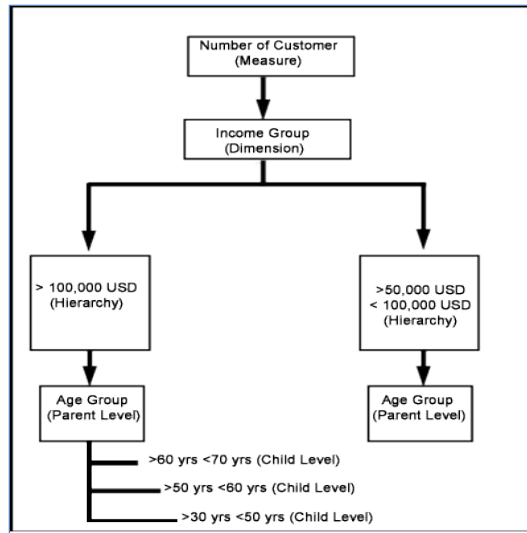 Number of Customer
(Measure)
Income Group
(Dimension)
> 100,000 USD
(Hierarchy)
>50,000 USD
< 100,000 USD
(Hierarchy)
Age Group
(Parent Level)
Age Group
(Parent Level)
>60 yrs <70 yrs (Child Level)
>50 yrs <60 yrs (Child Level)
>30 yrs <50 yrs (Child Level)